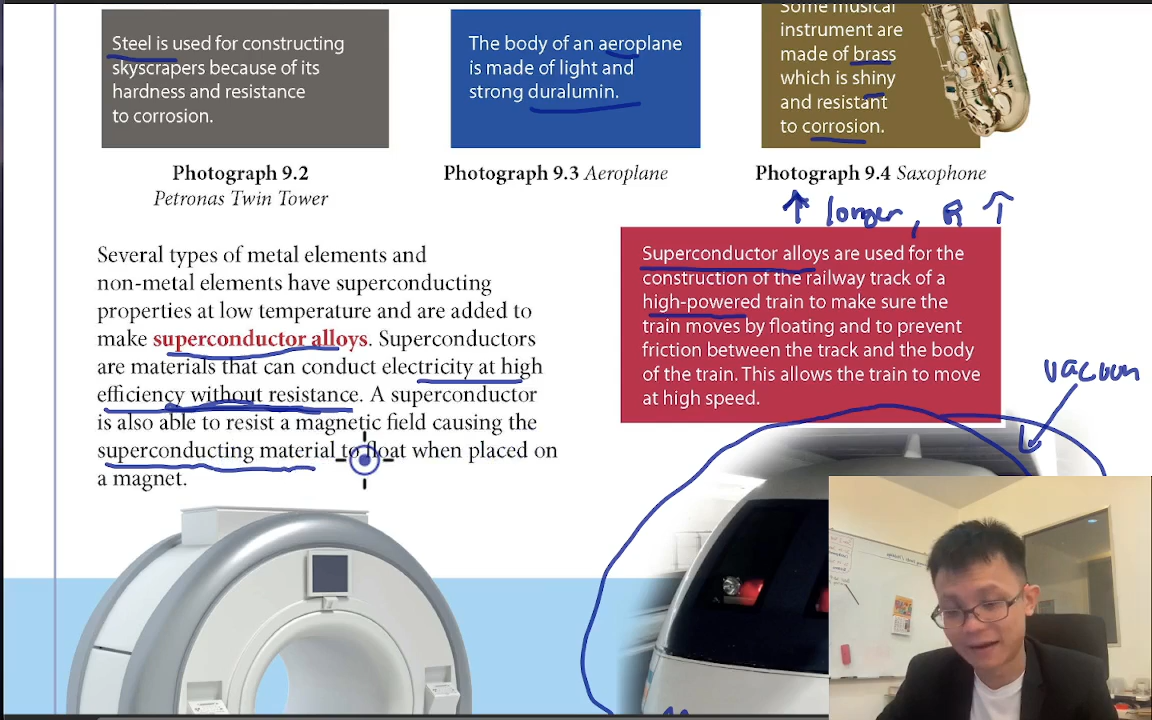 Steel is used for constructing
skyscrapers because of its
hardness and resistance
to corrosion.
Photograph 9.2
Petronas Twin Tower
The body of an aeroplane
is made of light and
strong duralumin.
Photograph 9.3 Aeroplane
Some musical
instrument are
made of brass
which is shiny
and resistant
to corrosion.
Photograph 9.4 Saxophone
↑ longer, R ↑
Several types of metal elements and
non-metal elements have superconducting
properties at low temperature and are added to
make superconductor alloys. Superconductors
are materials that can conduct electricity at high
efficiency without resistance. A superconductor
is also able to resist a magnetic field causing the
superconducting material to float when placed on
a magnet.
Superconductor alloys are used for the
construction of the railway track of a
high-powered train to make sure the
train moves by floating and to prevent
friction between the track and the body
of the train. This allows the train to move
at high speed.
vacuum